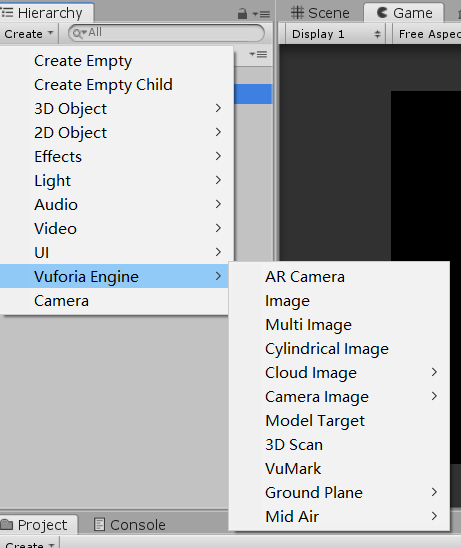 Hierarchy
Scene
Game
Create
All
Display 1
Free Aspec
Create Empty
Create Empty Child
3D Object
2D Object
Effects
Light
Audio
Video
UI
Vuforia Engine
Camera
AR Camera
Image
Multi Image
Cylindrical Image
Cloud Image
Camera Image
Model Target
3D Scan
VuMark
Ground Plane
Mid Air
Project
Console
Create